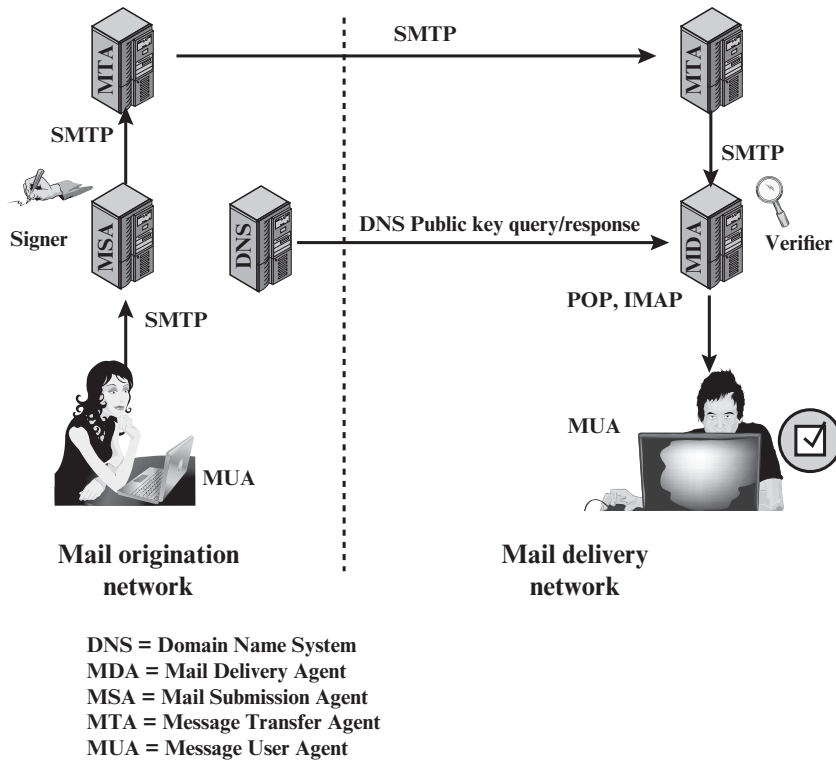 SMTP
MTA
MTA
SMTP
SMTP
Signer
MSA
DNS
DNS Public key query/response
MDA
Verifier
SMTP
POP, IMAP
MUA
MUA
Mail origination
network
Mail delivery
network
DNS = Domain Name System
MDA = Mail Delivery Agent
MSA = Mail Submission Agent
MTA = Message Transfer Agent
MUA = Message User Agent